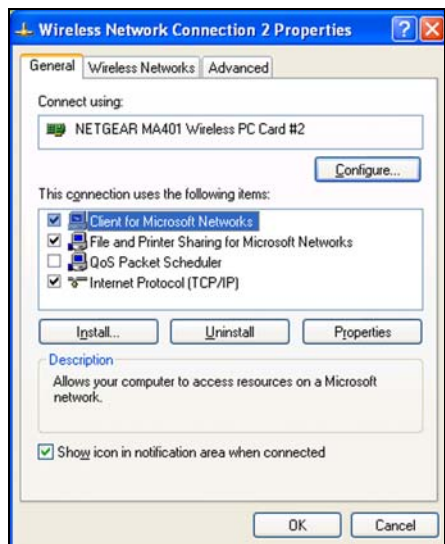 Wireless Network Connection 2 Properties
General Wireless Networks Advanced
Connect using:
NETGEAR MA401 Wireless PC Card #2
Configure...
This connection uses the following items:
Client for Microsoft Networks
File and Printer Sharing for Microsoft Networks
QoS Packet Scheduler
Internet Protocol (TCP/IP)
Install... Uninstall Properties
Description
Allows your computer to access resources on a Microsoft
network.
Show icon in notification area when connected
OK Cancel